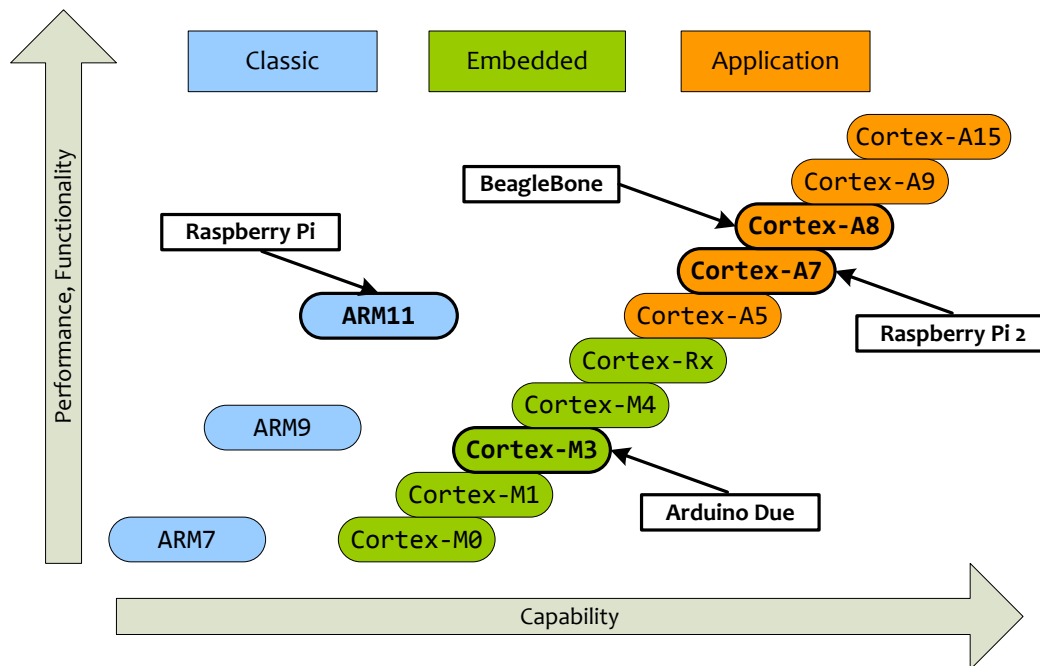 Classic
Embedded
Application
Performance, Functionality
Cortex-A15
BeagleBone
Cortex-A9
Raspberry Pi
Cortex-A8
Cortex-A7
ARM11
Cortex-A5
Raspberry Pi 2
Cortex-Rx
Cortex-M4
ARM9
Cortex-M3
Cortex-M1
Arduino Due
ARM7
Cortex-M0
Capability